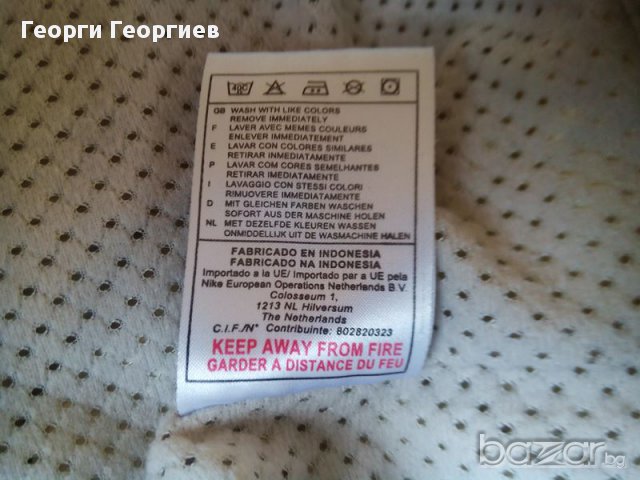 Георги Георгиев
40C
GB WASH WITH LIKE COLORS
REMOVE IMMEDIATELY
F LAVER AVEC MEMES COULEURS
ENLEVER IMMEDIATEMENT
E LAVAR CON COLORES SIMILARES
RETIRAR INMEDIATAMENTE
P LAVAR COM CORES SEMELHANTES
RETIRAR IMEDIATAMENTE
I LAVAGGIO CON STESSI COLORI
RIMUOVERE IMMEDIATAMENTE
D MIT GLEICHEN FARBEN WASCHEN
SOFORT AUS DER MASCHINE HOLEN
NL MET DEZELFDE KLEUREN WASSEN
ONMIDDELLIJK UIT DE WASMACHINE HALEN
FABRICADO EN INDONESIA
FABRICADO NA INDONESIA
Importado a la UE/ Importado par a UE pela
Nike European Operations Netherlands B.V.
Colosseum 1,
1213 NL Hilversum
The Netherlands
C.I.F./N° Contribuinte: 802820323
KEEP AWAY FROM FIRE
GARDER A DISTANCE DU FEU
bazar.bg